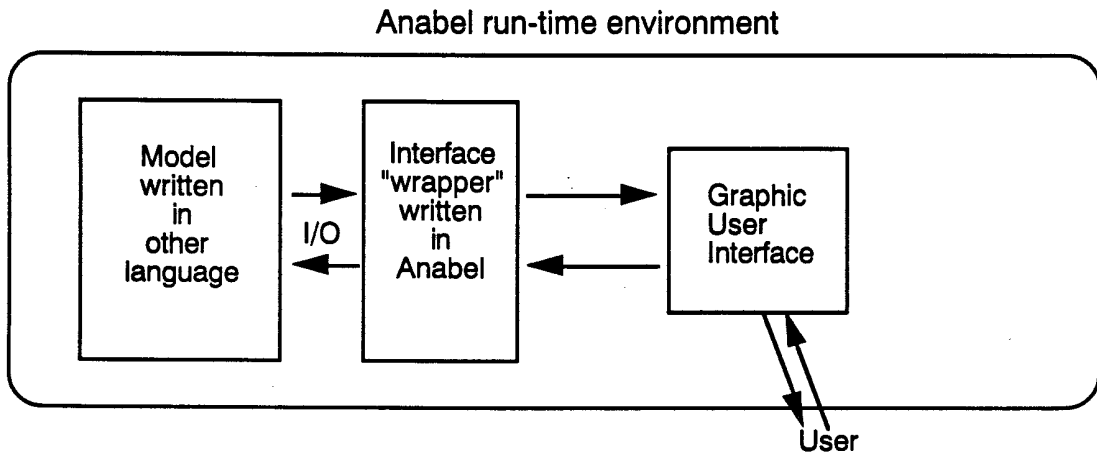 Anabel run-time environment
Model
written
in
other
language
I/O
Interface
"wrapper"
written
in
Anabel
Graphic
User
Interface
User